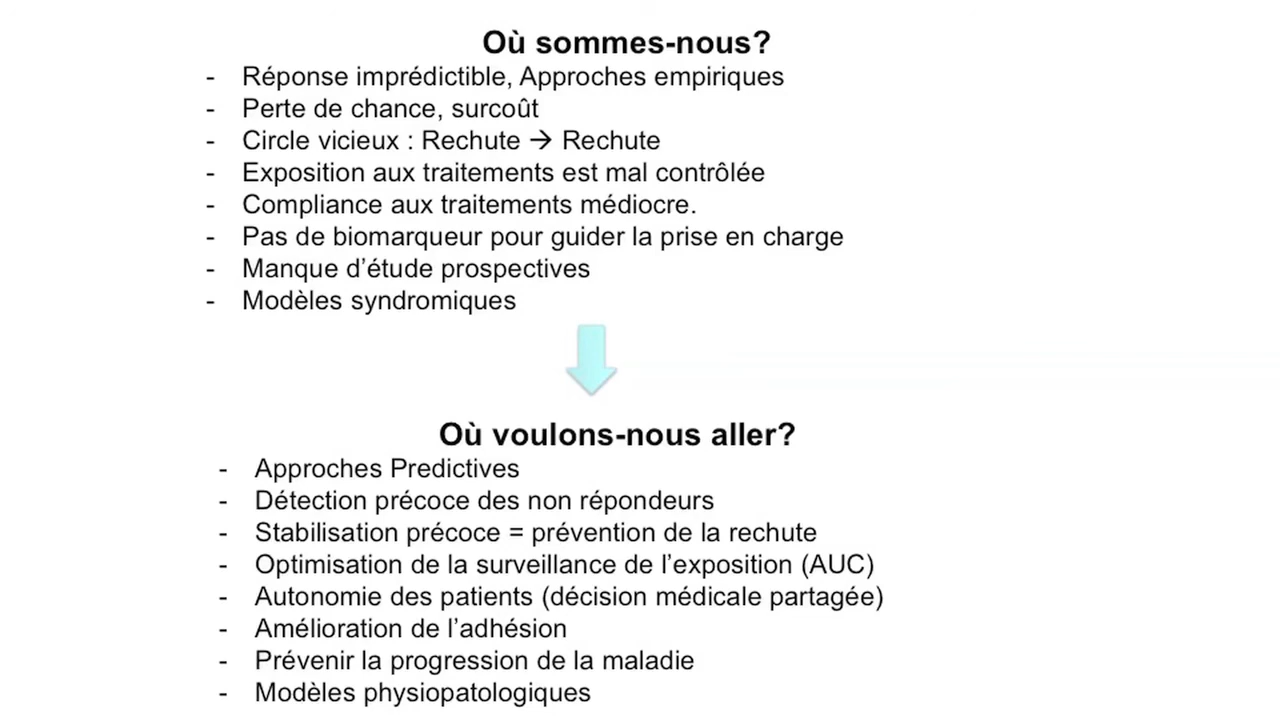 Où sommes-nous?
- Réponse imprédictible, Approches empiriques
- Perte de chance, surcoût
- Circle vicieux : Rechute → Rechute
- Exposition aux traitements est mal contrôlée
- Compliance aux traitements médiocre.
- Pas de biomarqueur pour guider la prise en charge
- Manque d’étude prospectives
- Modèles syndromiques
Où voulons-nous aller?
- Approches Predictives
- Détection précoce des non répondeurs
- Stabilisation précoce = prévention de la rechute
- Optimisation de la surveillance de l’exposition (AUC)
- Autonomie des patients (décision médicale partagée)
- Amélioration de l’adhésion
- Prévenir la progression de la maladie
- Modèles physiopatologiques